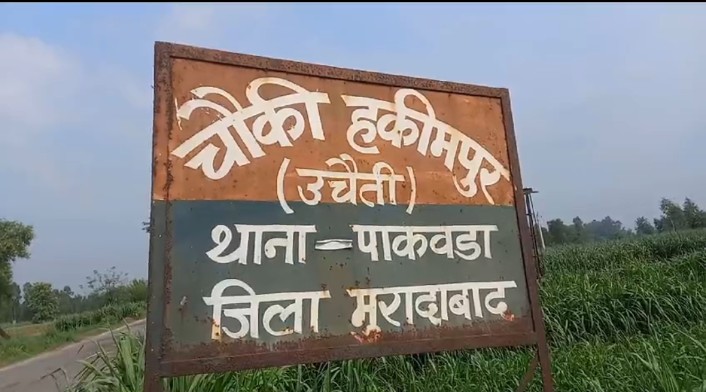 चौकी हकीमपुर
(उचैती)
थाना - पाकवडा
जिला मुरादाबाद